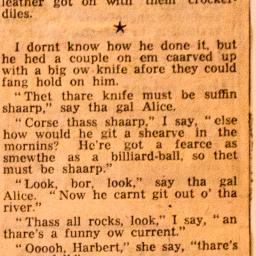 leather got on with them crocker-
diles.
★
I dornt know how he done it, but
he hed a couple on em caarved up
with a big ow knife afore they could
fang hold on him.
"Thet thare knife must be suffin
shaarp," say tha gal Alice.
"Corse thass shaarp," I say, "else
how would he git a shearve in the
mornins? He'r got a fearce as
smewthe as a billiard-ball, so thet
must be shaarp."
"Look, bor, look," say tha gal
Alice. "Now he carnt git out o' tha
river."
"Thass all rocks, look," I say, "an
thare's a funny ow current."
"Ooooh, Harbert," she say, "thare's